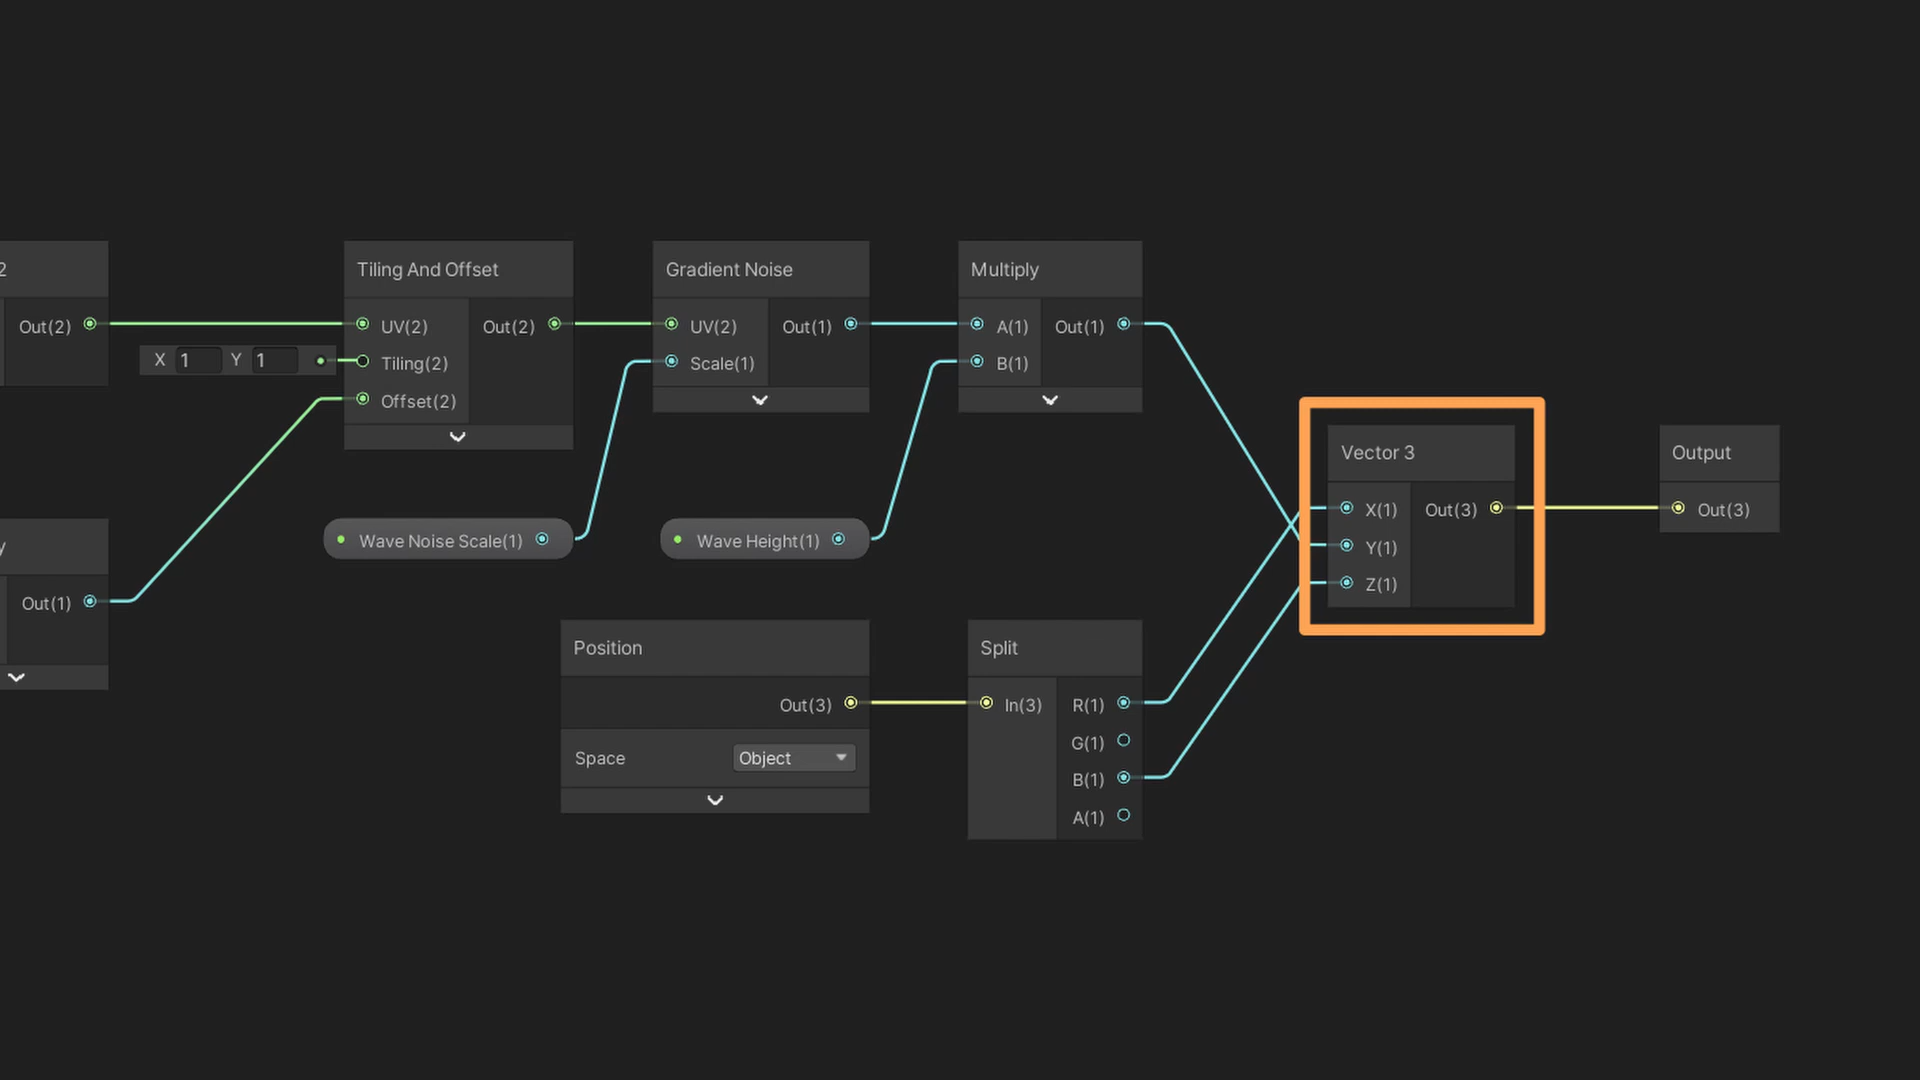 2
Out(2)
X 1 Y 1
y
Out(1)
Tiling And Offset
UV(2) Out(2)
Tiling(2)
Offset(2)
Gradient Noise
UV(2) Out(1)
Scale(1)
Multiply
A(1) Out(1)
B(1)
Wave Noise Scale(1)
Wave Height(1)
Vector 3
X(1) Out(3)
Y(1)
Z(1)
Output
Out(3)
Position
Out(3)
Space Object
Split
In(3) R(1)
G(1)
B(1)
A(1)